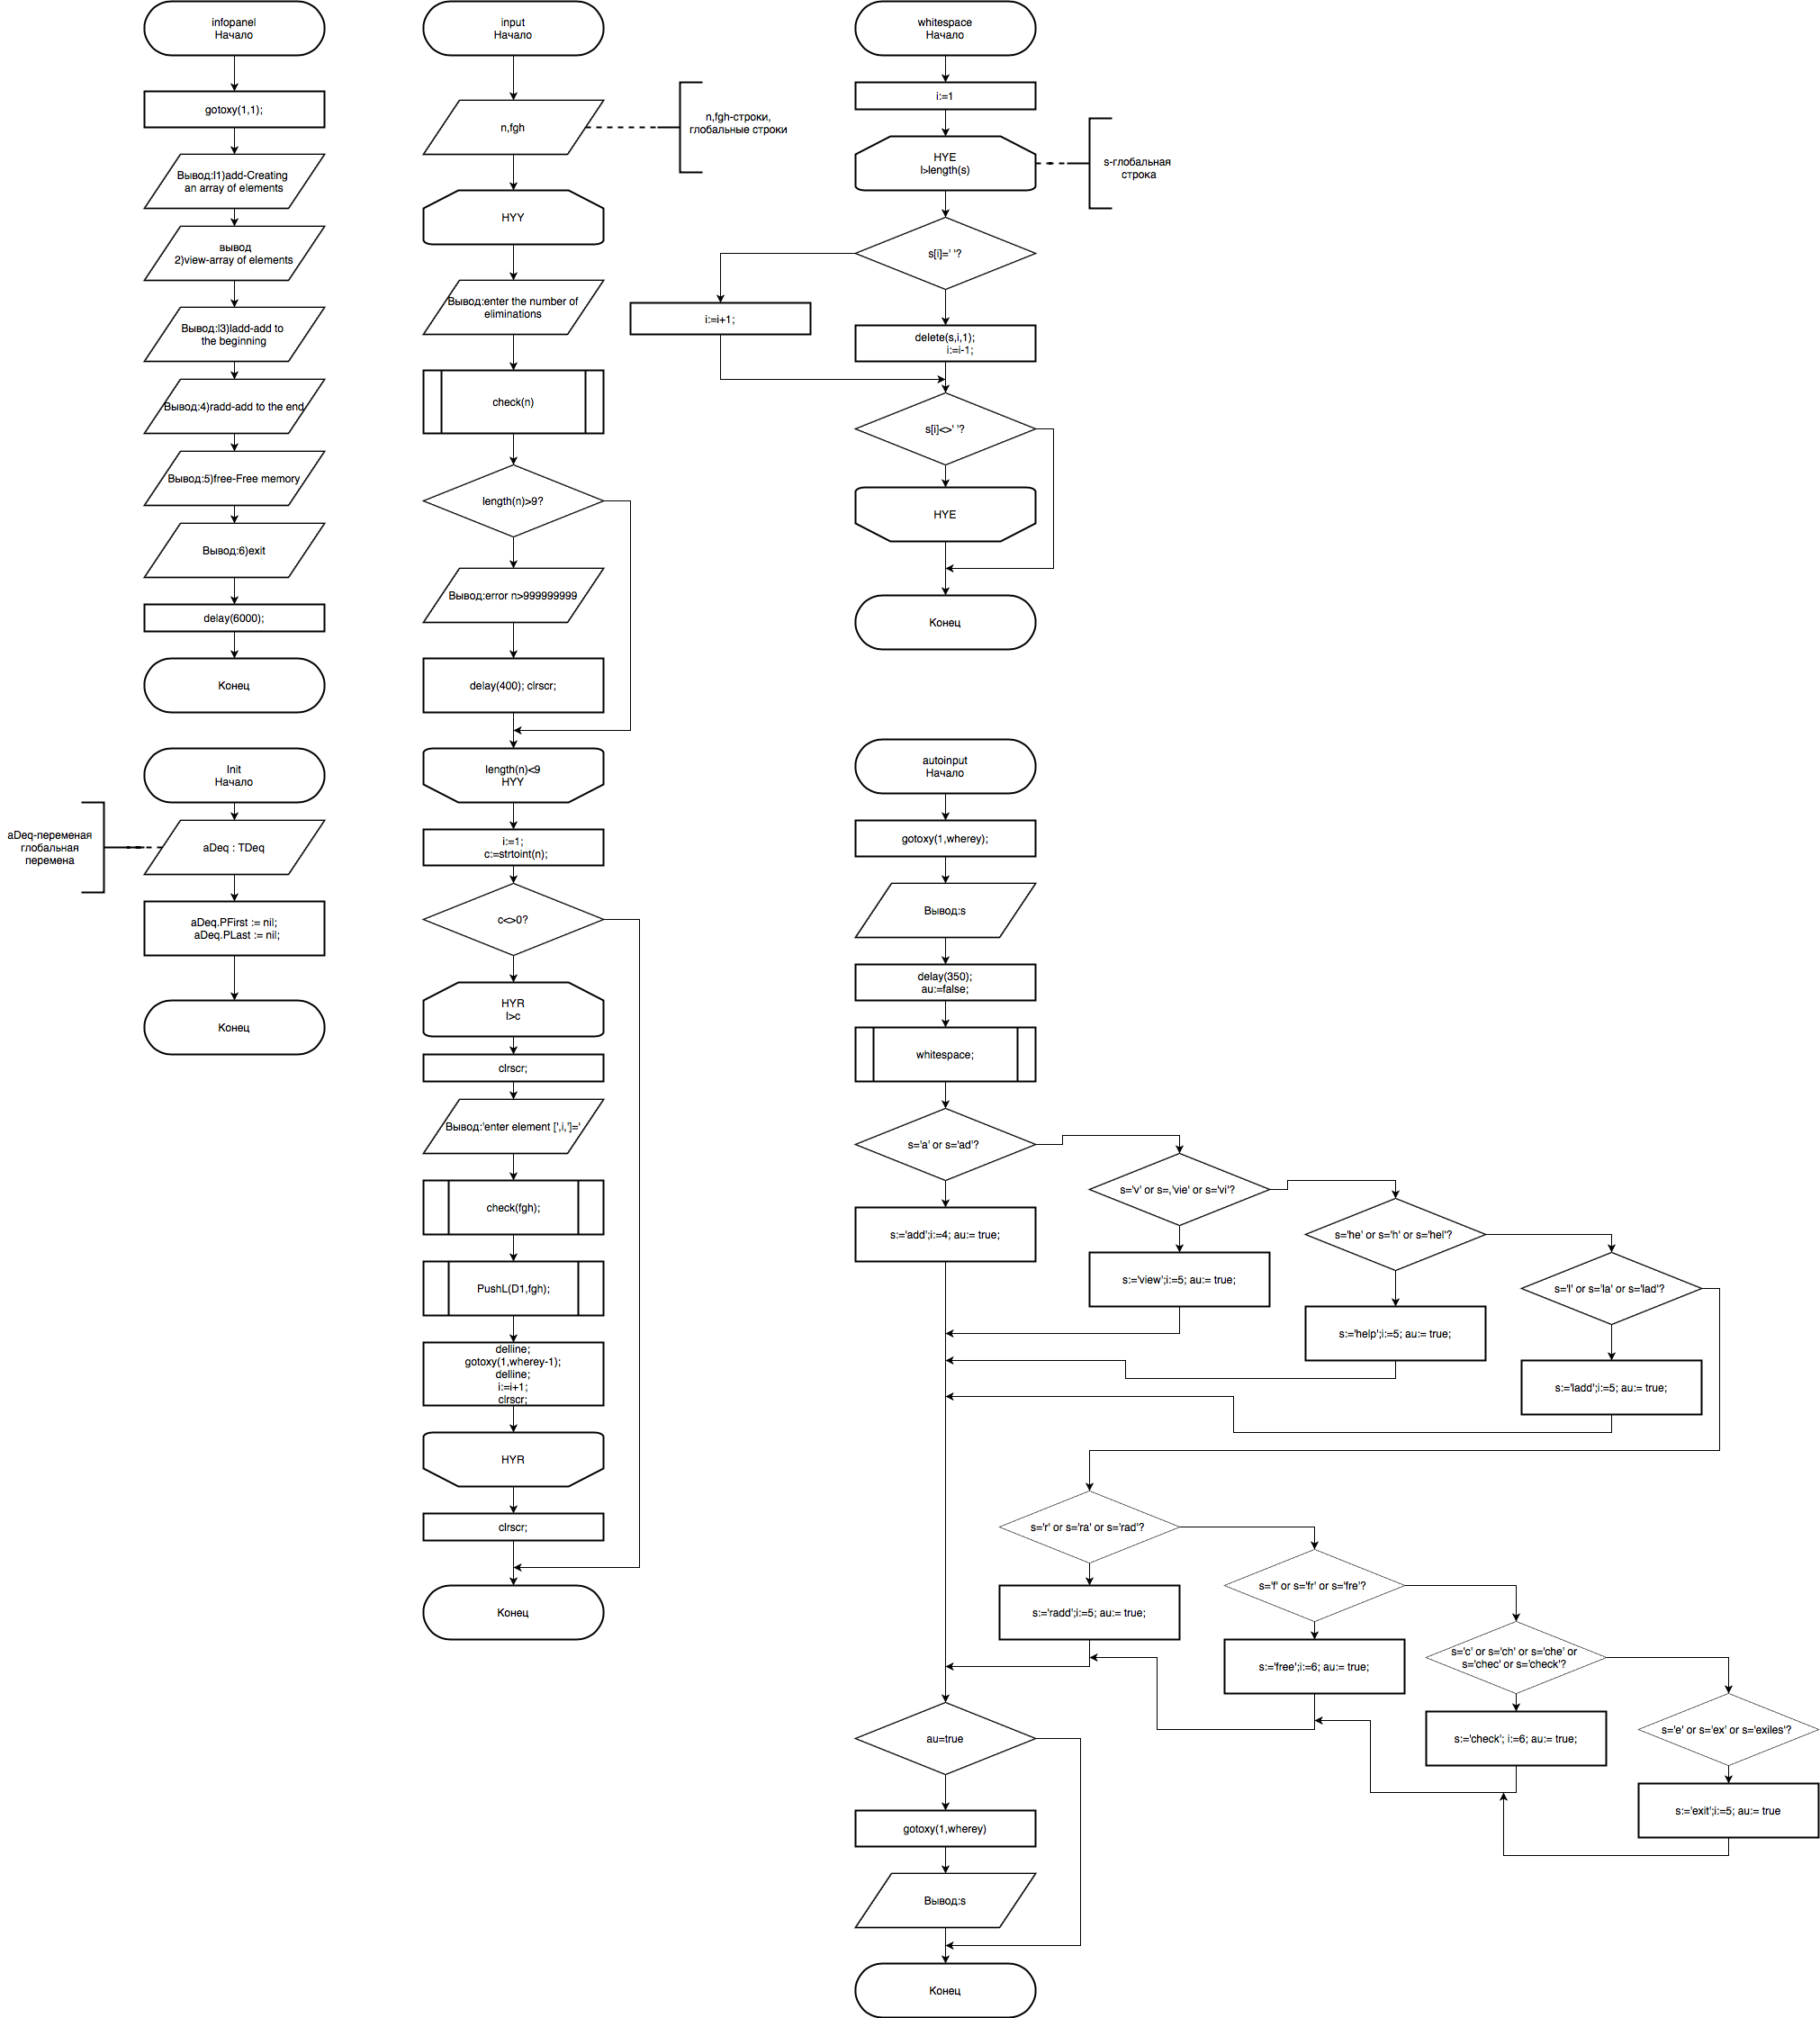 infopanel
Начало
gotoxy(1,1);
Вывод:l1)add-Creating
an array of elements
вывод
2)view-array of elements
Вывод:l3)ladd-add to
the beginning
Вывод:4)radd-add to the end
Вывод:5)free-Free memory
Вывод:6)exit
delay(6000);
Конец
Init
Начало
aDeq-переменая
глобальная
перемена
aDeq : TDeq
aDeq.PFirst := nil;
aDeq.PLast := nil;
Конец
input
Начало
n,fgh
n,fgh-строки,
глобальные строки
HYY
Вывод:enter the number of
eliminations
check(n)
length(n)>9?
Вывод:error n>999999999
delay(400); clrscr;
length(n)<9
HYY
i:=1;
c:=strtoint(n);
c<>0?
HYR
I>c
clrscr;
Вывод:'enter element [',i,']='
check(fgh);
PushL(D1,fgh);
delline;
gotoxy(1,wherey-1);
delline;
i:=i+1;
clrscr;
HYR
clrscr;
Конец
whitespace
Начало
i:=1
HYE
I>length(s)
s-глобальная
строка
s[i]=' '?
i:=i+1;
delete(s,i,1);
i:=i-1;
s[i]<>' '?
HYE
Конец
autoinput
Начало
gotoxy(1,wherey);
Вывод:s
delay(350);
au:=false;
whitespace;
s='a' or s='ad'?
s:='add';i:=4; au:= true;
s='v' or s=,'vie' or s='vi'?
s:='view';i:=5; au:= true;
s='he' or s='h' or s='hel'?
s:='help';i:=5; au:= true;
s='l' or s='la' or s='lad'?
s:='ladd';i:=5; au:= true;
s='r' or s='ra' or s='rad'?
s:='radd';i:=5; au:= true;
s='f' or s='fr' or s='fre'?
s:='free';i:=6; au:= true;
s='c' or s='ch' or s='che' or
s='chec' or s='check'?
s:='check'; i:=6; au:= true;
s='e' or s='ex' or s='exiles'?
s:='exit';i:=5; au:= true
au=true
gotoxy(1,wherey)
Вывод:s
Конец